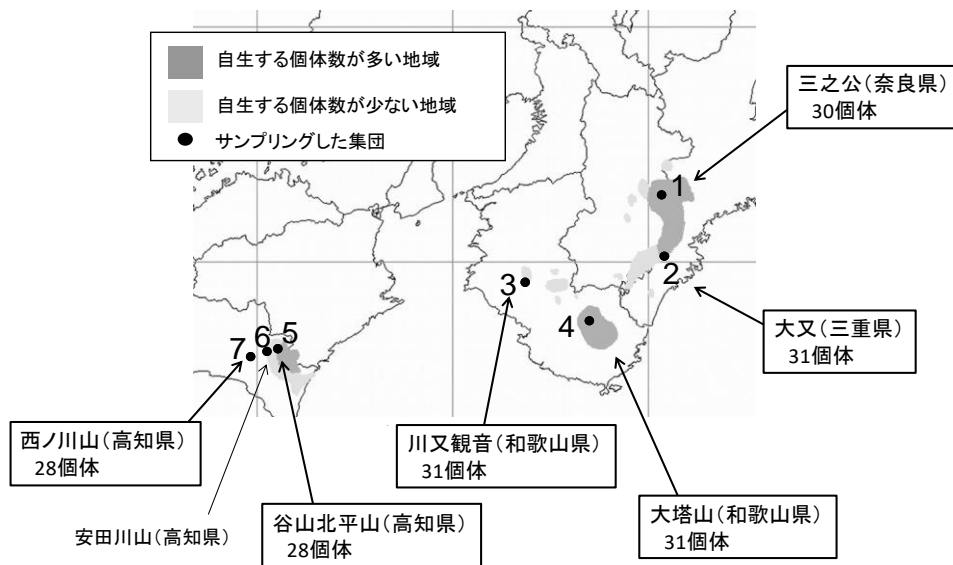 自生する個体数が多い地域
自生する個体数が少ない地域
サンプリングした集団
三之公(奈良県)
30個体
1
2
3
4
5
6
7
大又(三重県)
31個体
西ノ川山(高知県)
28個体
安田川山(高知県)
谷山北平山(高知県)
28個体
川又観音(和歌山県)
31個体
大塔山(和歌山県)
31個体